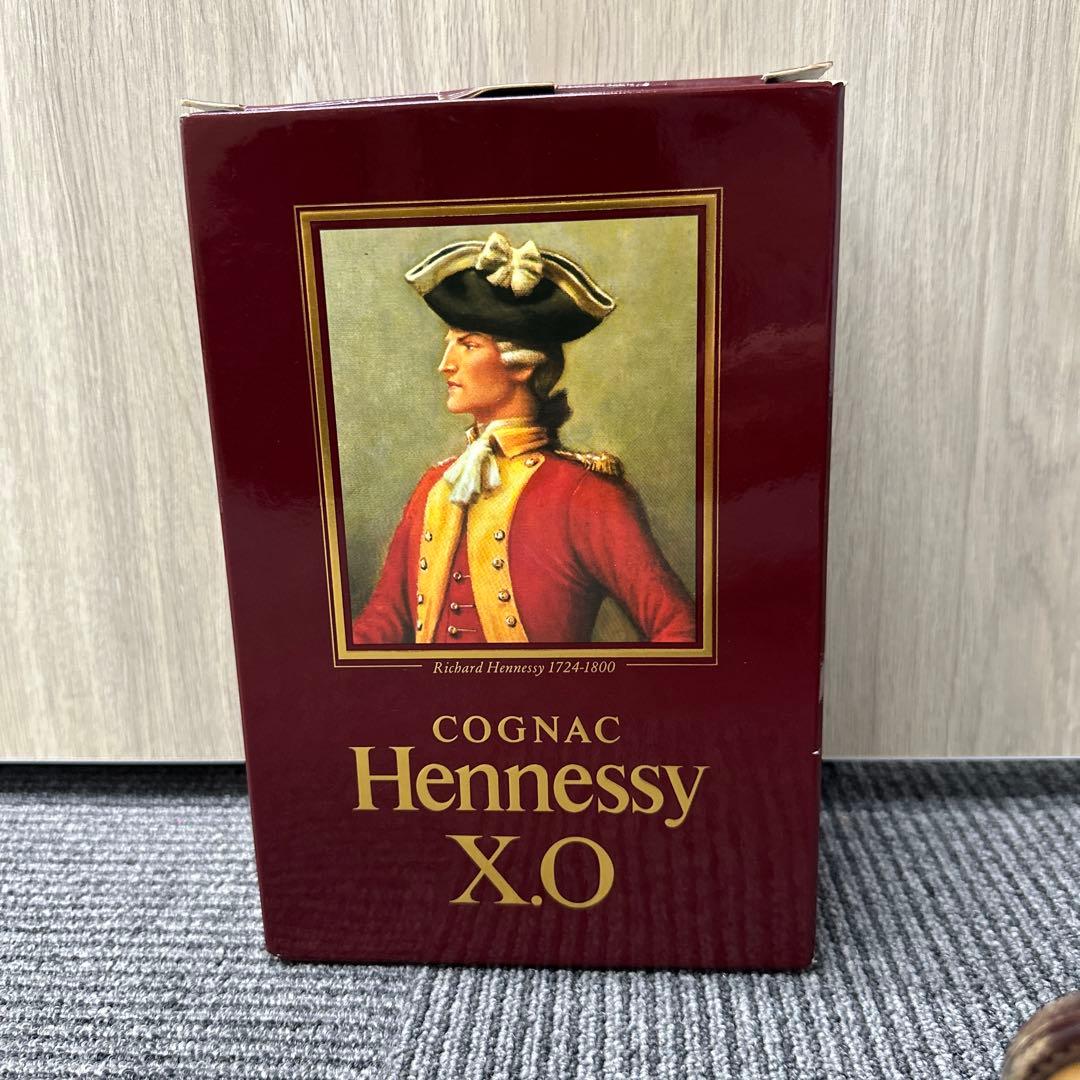 Richard Hennessy 1724-1800
COGNAC
Hennessy
X.O